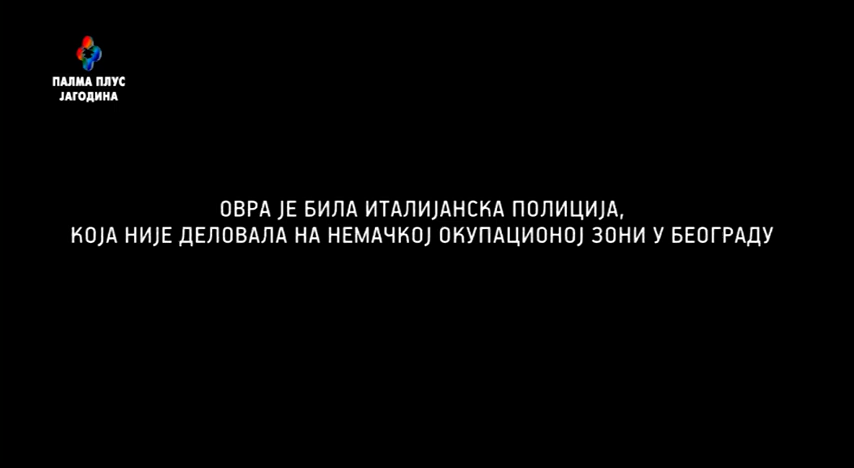 ПАЛМА ПЛУС
ЈАГОДИНА
ОВРА ЈЕ БИЛА ИТАЛИЈАНСКА ПОЛИЦИЈА,
КОЈА НИЈЕ ДЕЛОВАЛА НА НЕМАЧКОЈ ОКУПАЦИОНОЈ ЗОНИ У БЕОГРАДУ